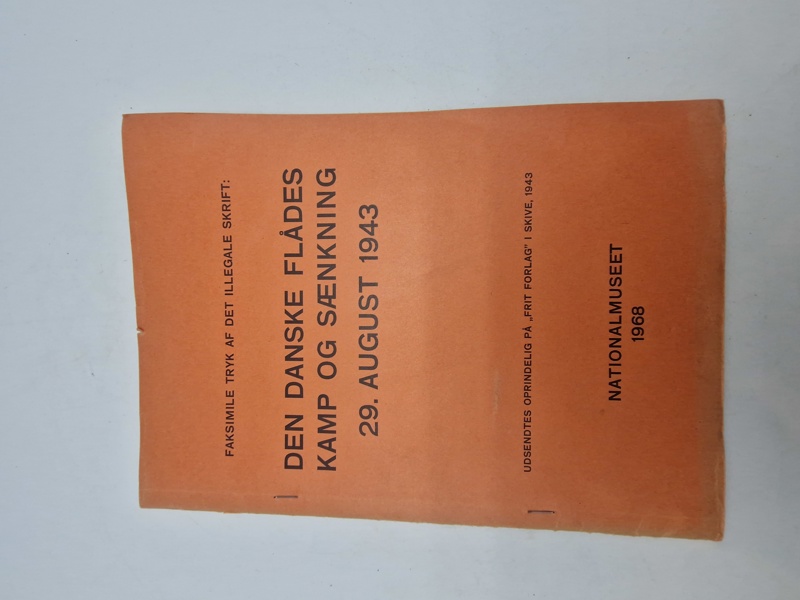 FAKSIMILE TRYK AF DET ILLEGALE SKRIFT:
DEN DANSKE FLÅDES
KAMP OG SÆNKNING
29. AUGUST 1943
UDSENDTES OPRINDELIG PÅ „FRIT FORLAG" I SKIVE, 1943
NATIONALMUSEET
1968